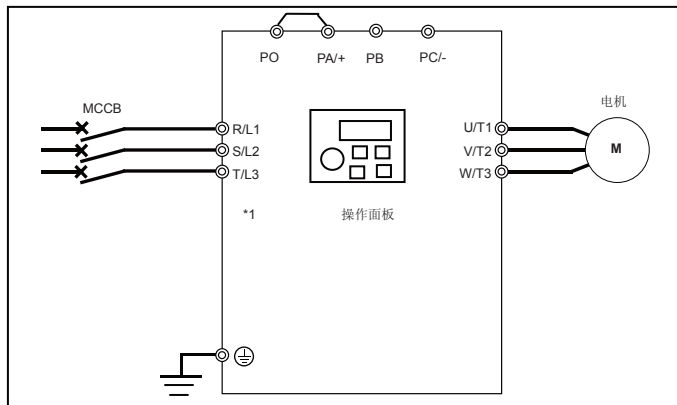 PO PA/+ PB PC/-
MCCB
电机
R/L1
U/T1
S/L2
V/T2
M
T/L3
W/T3
*1
操作面板